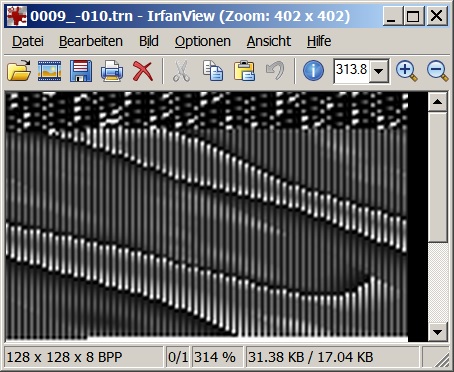 0009_-010.trn - IrfanView (Zoom: 402 x 402)
Datei Bearbeiten Bild Optionen Ansicht Hilfe
313.8
128 x 128 x 8 BPP 0/1 314 % 31.38 KB / 17.04 KB